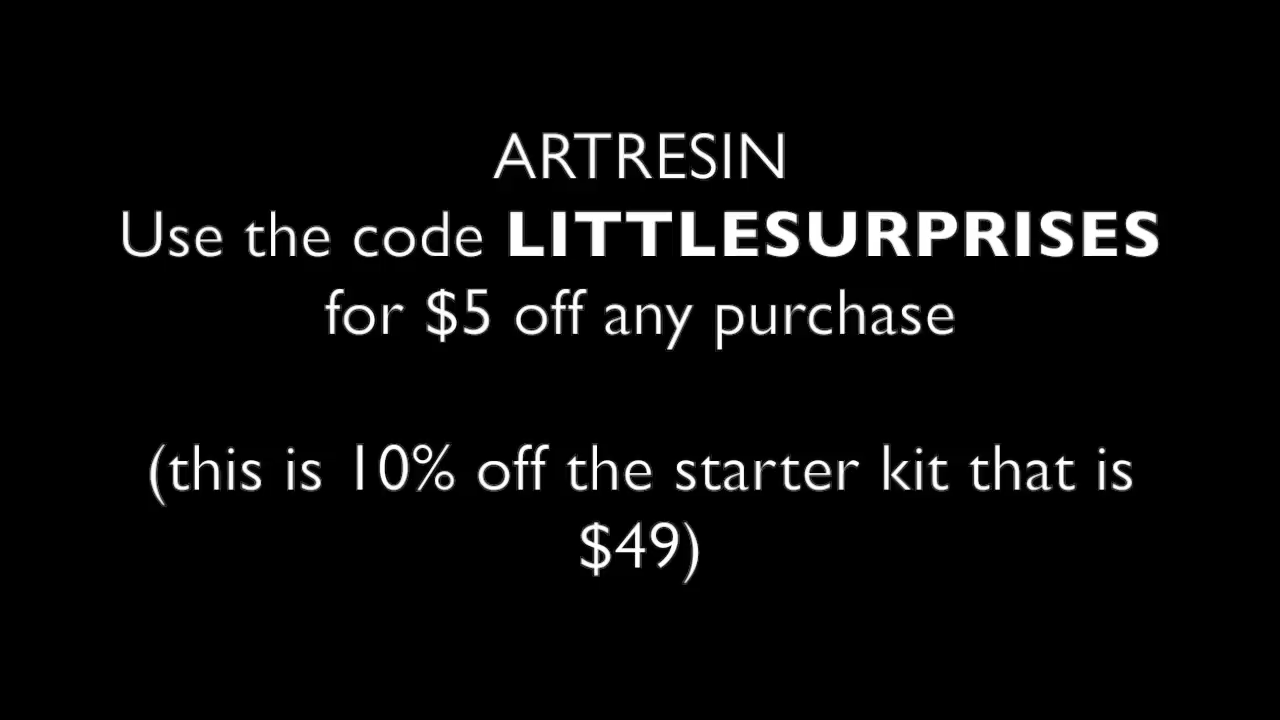 ARTRESIN
Use the code LITTLESURPRISES
for $5 off any purchase
(this is 10% off the starter kit that is
$49)